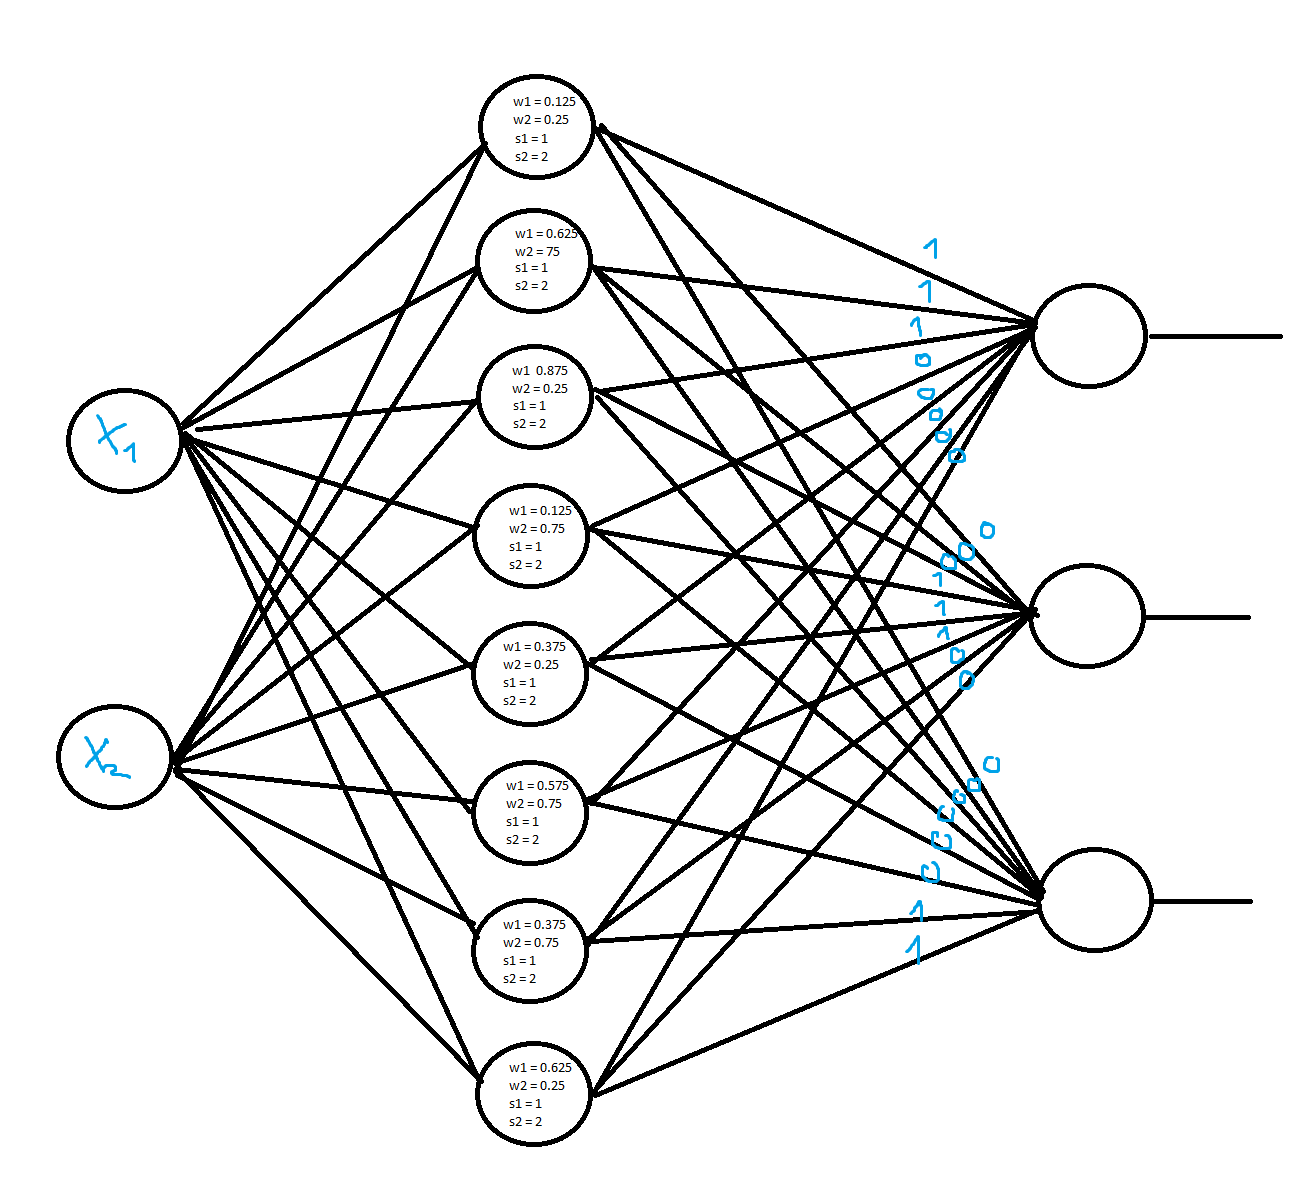 w1 = 0.125
w2 = 0.25
s1 = 1
s2 = 2
w1 = 0.625
w2 = 75
s1 = 1
s2 = 2
w1 0.875
w2 = 0.25
s1 = 1
s2 = 2
w1 = 0.125
w2 = 0.75
s1 = 1
s2 = 2
w1 = 0.375
w2 = 0.25
s1 = 1
s2 = 2
w1 = 0.575
w2 = 0.75
s1 = 1
s2 = 2
w1 = 0.375
w2 = 0.75
s1 = 1
s2 = 2
w1 = 0.625
w2 = 0.25
s1 = 1
s2 = 2
X1
X2
1
1
1
0
0
0
0
0
0
0
0
1
1
1
0
0
0
0
0
0
0
0
1
1